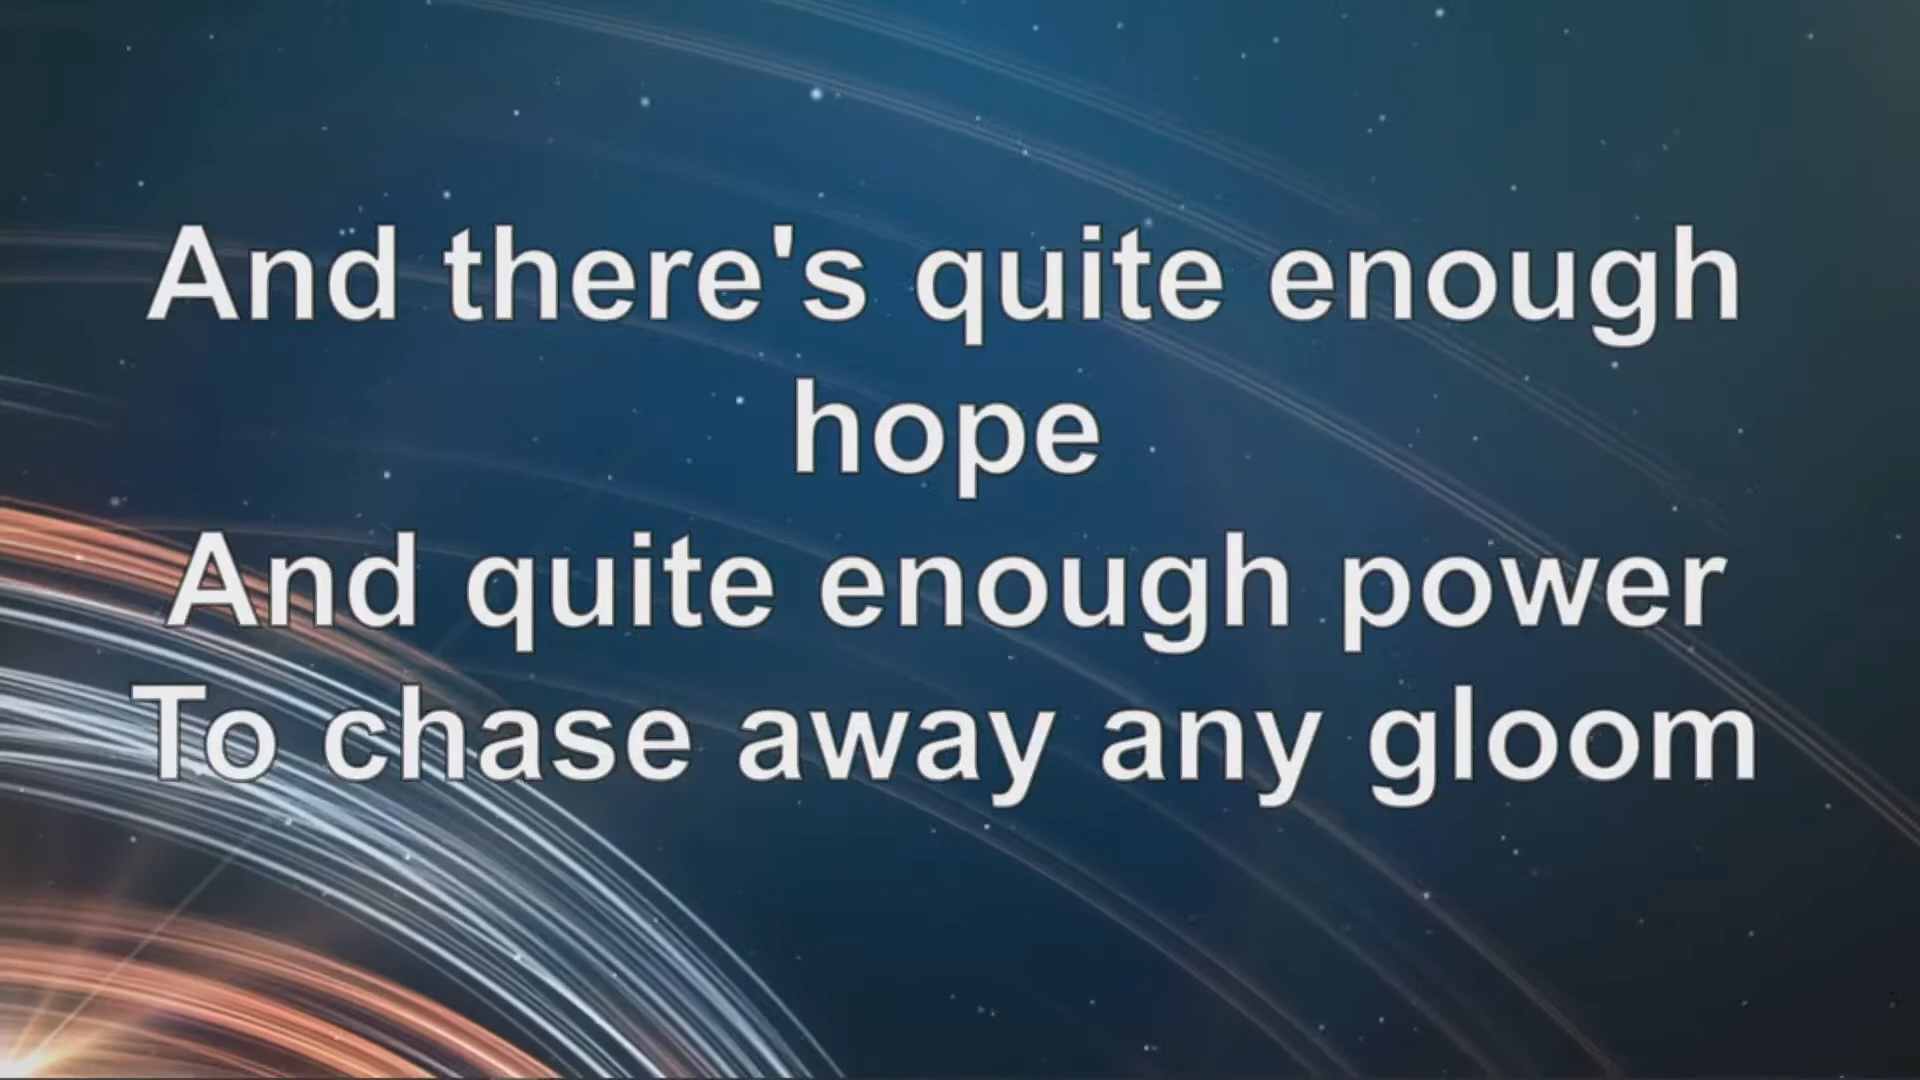 And there's quite enough
hope
And quite enough power
To chase away any gloom